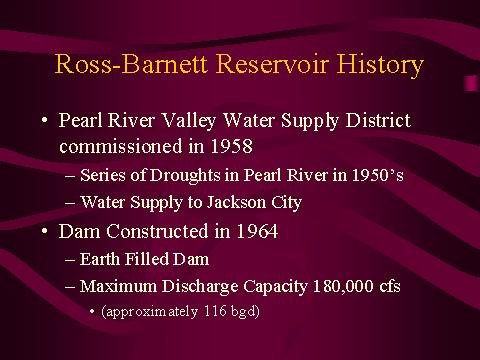 Ross-Barnett Reservoir History
• Pearl River Valley Water Supply District
commissioned in 1958
– Series of Droughts in Pearl River in 1950's
– Water Supply to Jackson City
• Dam Constructed in 1964
– Earth Filled Dam
– Maximum Discharge Capacity 180,000 cfs
• (approximately 116 bgd)